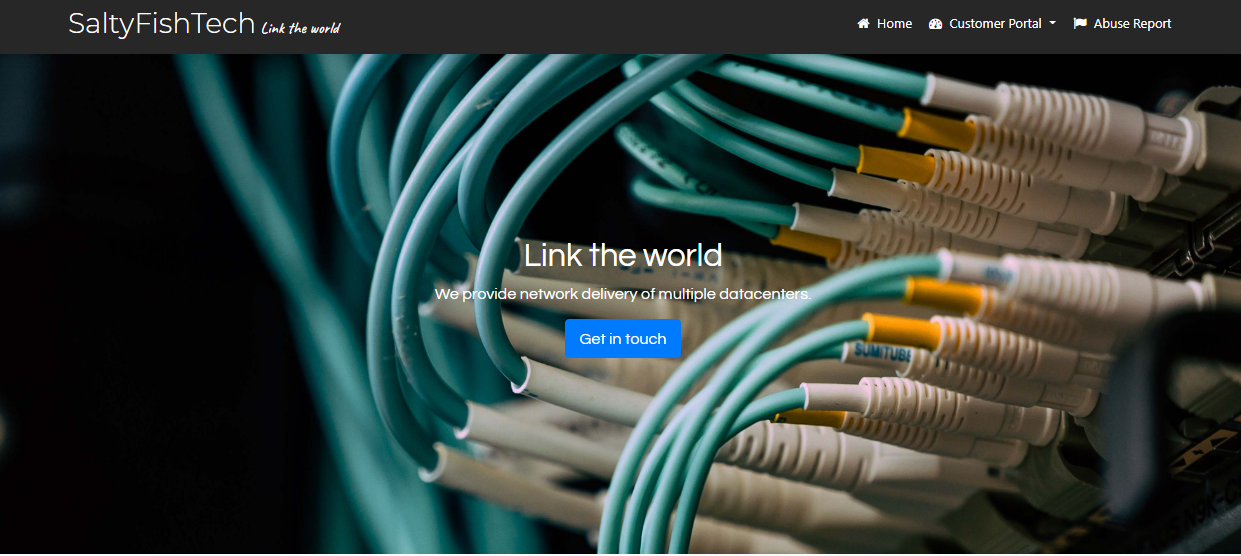 SaltyFishTech Link the world
Home Customer Portal Abuse Report
Link the world
We provide network delivery of multiple datacenters.
Get in touch
SUMITUBE